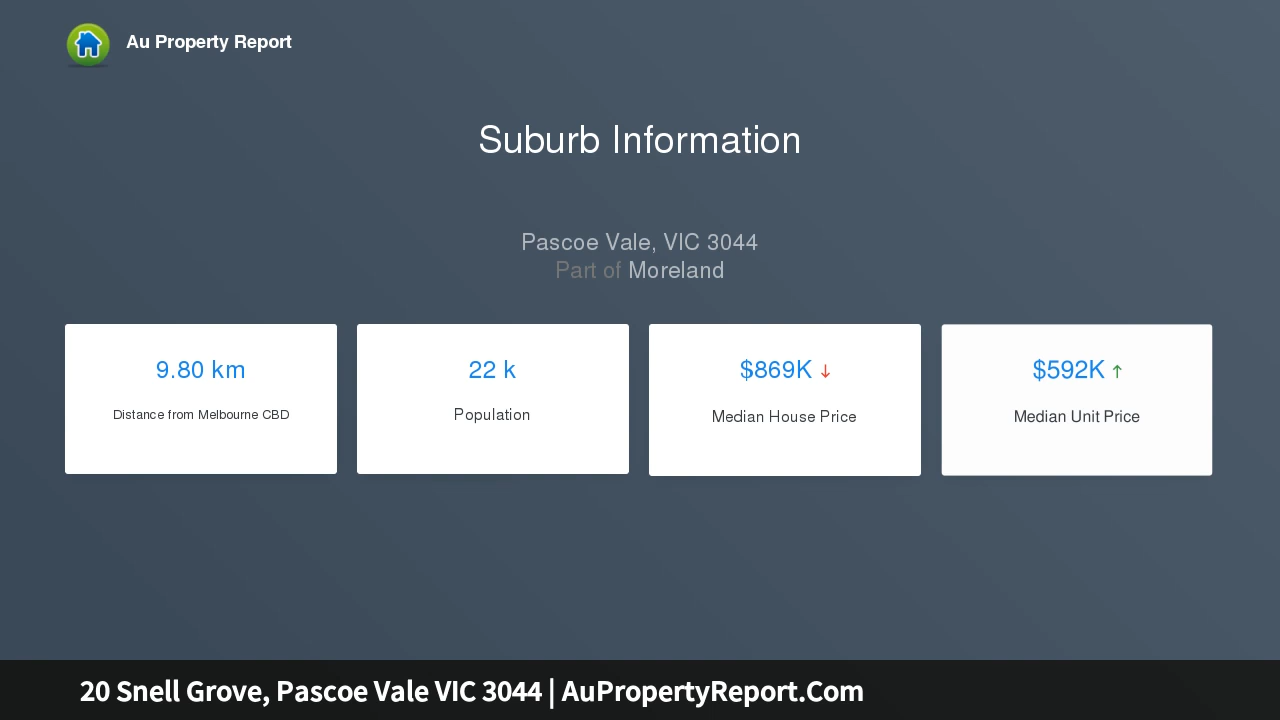 Au Property Report
Suburb Information
Pascoe Vale, VIC 3044
Part of Moreland
9.80 km
Distance from Melbourne CBD
22 k
Population
$869K ↓
Median House Price
$592K ↑
Median Unit Price
20 Snell Grove, Pascoe Vale VIC 3044 | AuPropertyReport.Com